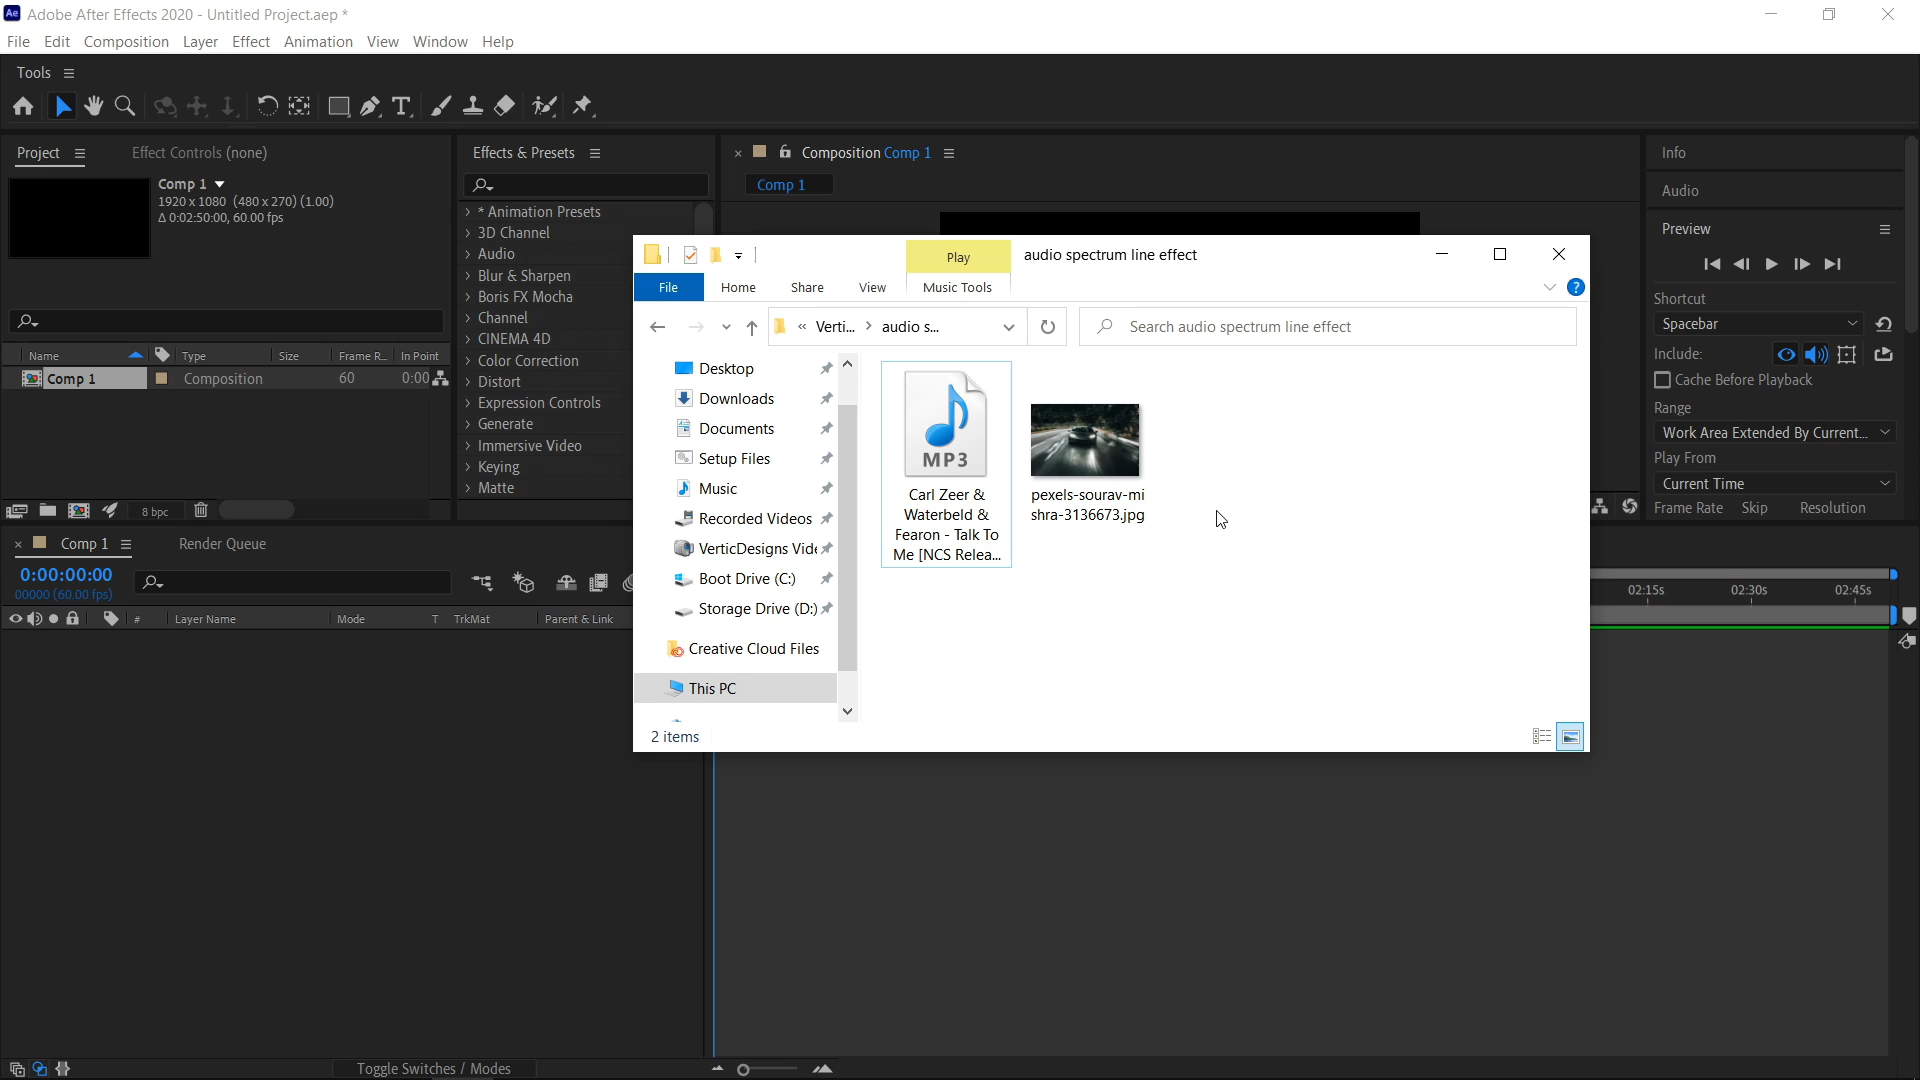 Ae Adobe After Effects 2020 - Untitled Project.aep *
File Edit Composition Layer Effect Animation View Window Help
Tools
Project
Effect Controls (none)
Comp 1
1920 x 1080 (480 x 270) (1.00)
Δ 0:02:50:00, 60.00 fps
Name Type Size Frame R... In Point
Comp 1 Composition 60 0:00
8 bpc
Effects & Presets
* Animation Presets
3D Channel
Audio
Blur & Sharpen
Boris FX Mocha
Channel
CINEMA 4D
Color Correction
Distort
Expression Controls
Generate
Immersive Video
Keying
Matte
Composition Comp 1
Comp 1
Play
audio spectrum line effect
File Home Share View Music Tools
?
« Verti... > audio s...
Search audio spectrum line effect
Desktop
Downloads
Documents
Setup Files
Music
Recorded Videos
VerticDesigns Vide
Boot Drive (C:)
Storage Drive (D:)
Creative Cloud Files
This PC
MP3
Carl Zeer &
Waterbeld &
Fearon - Talk To
Me [NCS Relea...
pexels-sourav-mi
shra-3136673.jpg
2 items
Info
Audio
Preview
Shortcut
Spacebar
Include:
Cache Before Playback
Range
Work Area Extended By Current...
Play From
Current Time
Frame Rate Skip Resolution
Comp 1
Render Queue
0:00:00:00
00000 (60.00 fps)
# Layer Name Mode T TrkMat Parent & Link
02:15s 02:30s 02:45s
Toggle Switches / Modes